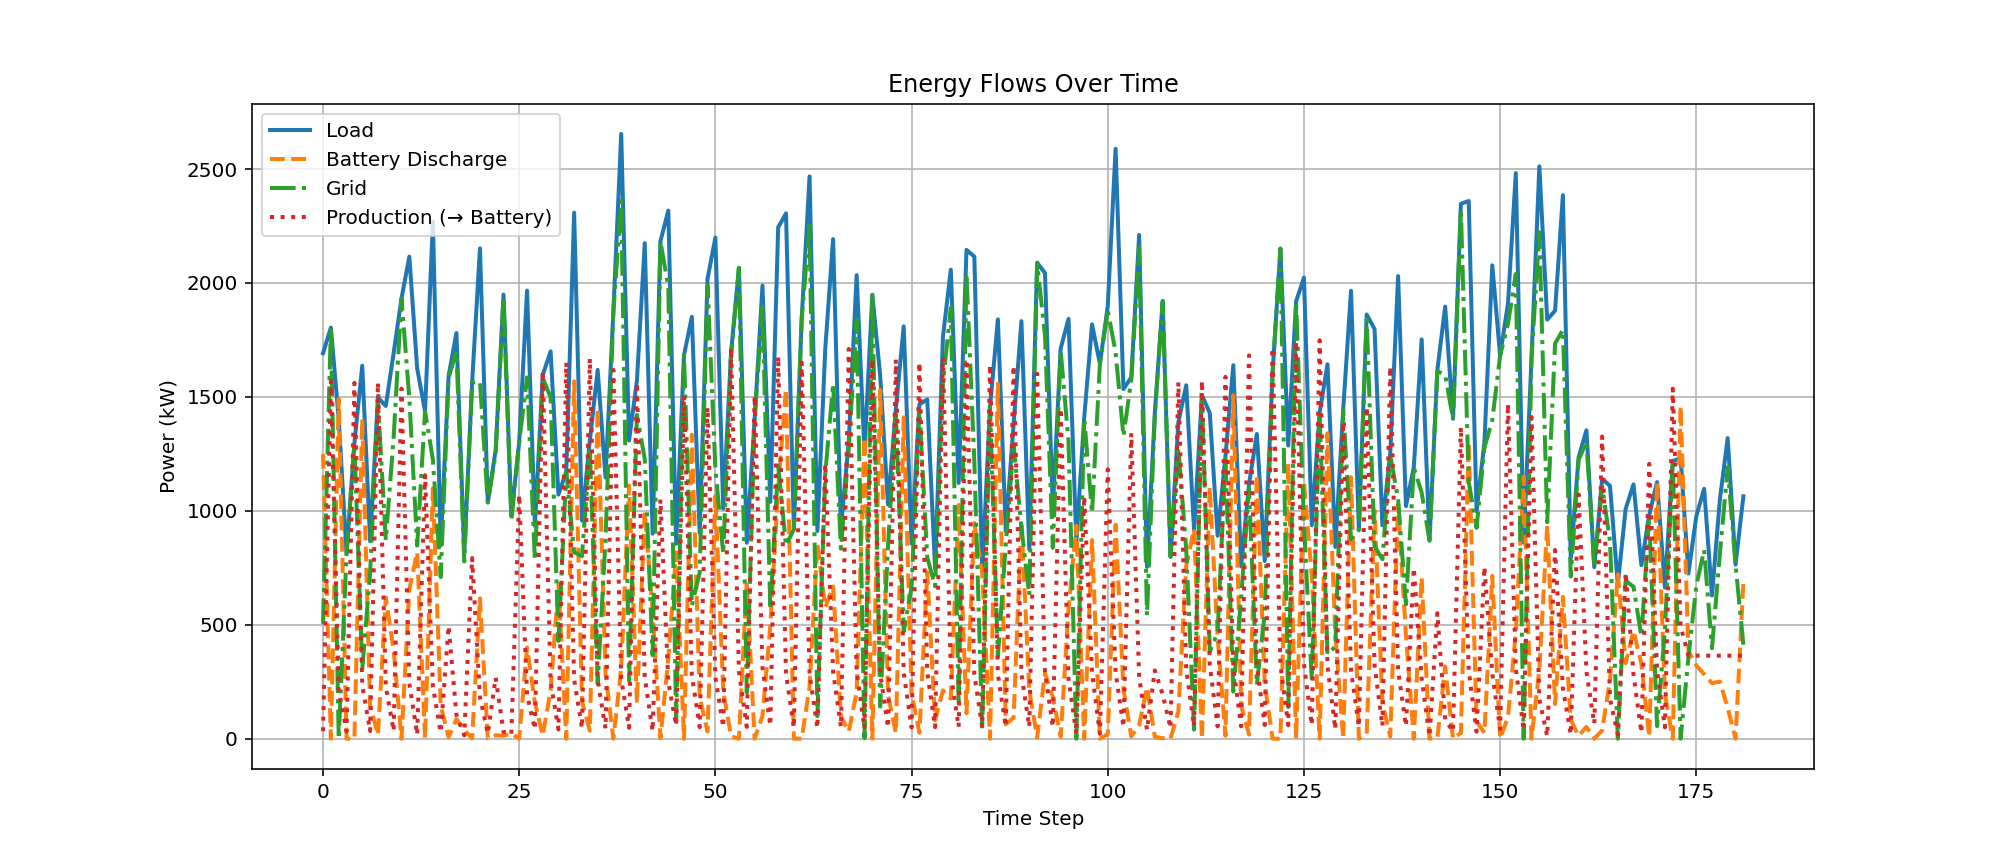 Energy Flows Over Time
Load
Battery Discharge
Grid
Production (→ Battery)
Power (kW)
2500
2000
1500
1000
500
0
0 25 50 75 100 125 150 175
Time Step